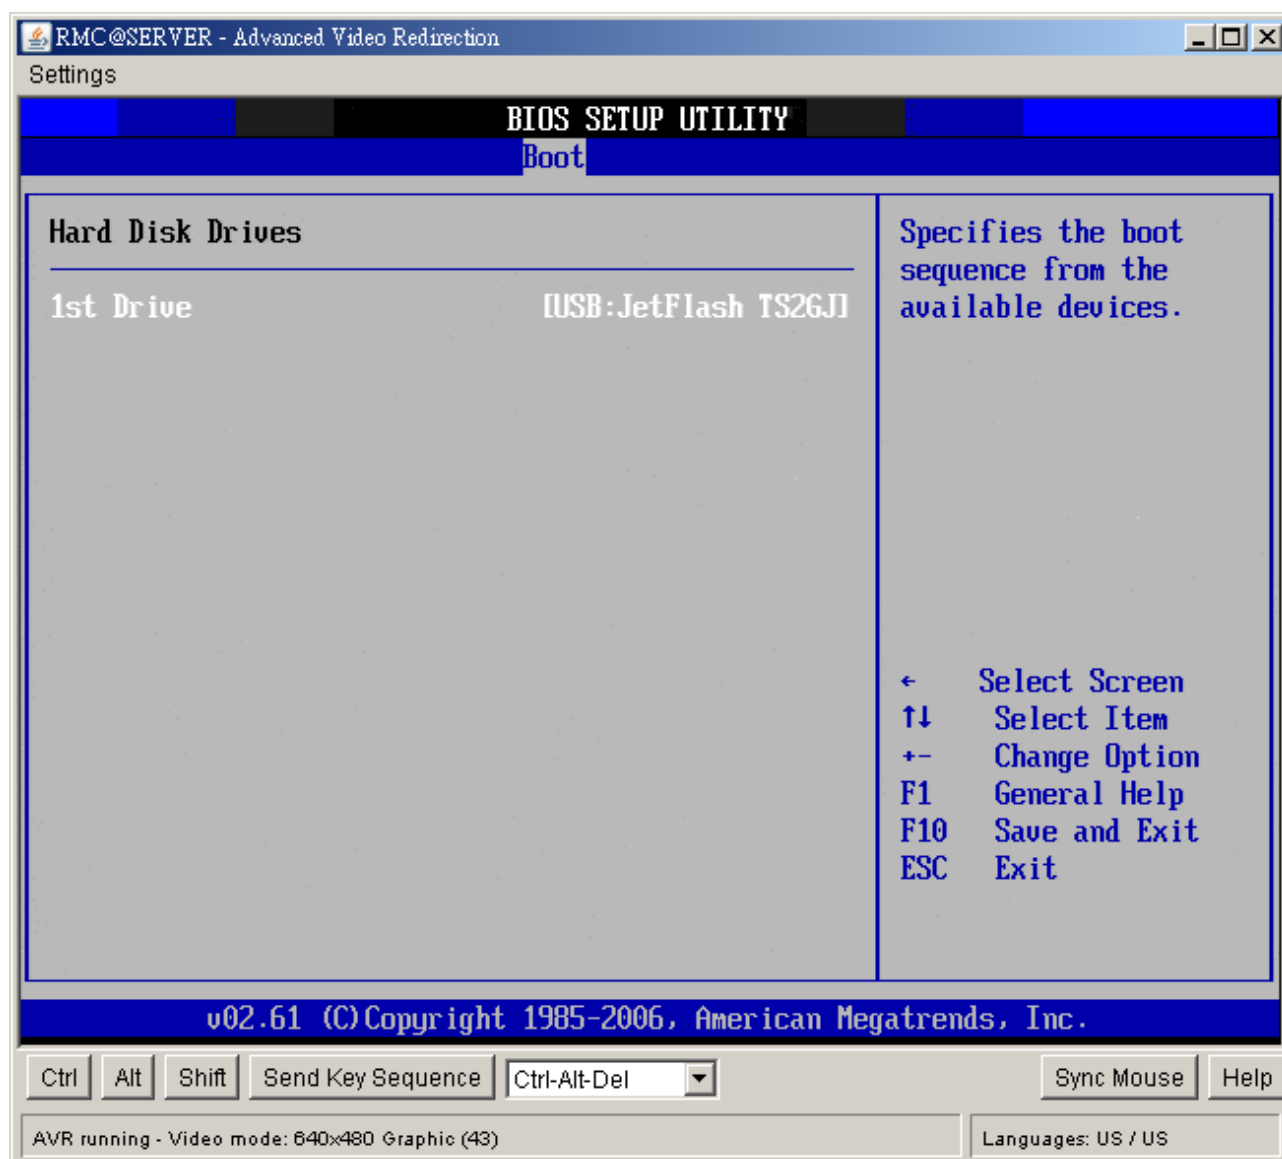 RMC@SERVER - Advanced Video Redirection
Settings
BIOS SETUP UTILITY
Boot
Hard Disk Drives
1st Drive [USB:JetFlash TS2GJ]
Specifies the boot
sequence from the
available devices.
← Select Screen
↑↓ Select Item
+- Change Option
F1 General Help
F10 Save and Exit
ESC Exit
v02.61 (C)Copyright 1985-2006, American Megatrends, Inc.
Ctrl Alt Shift Send Key Sequence Ctrl-Alt-Del Sync Mouse Help
AVR running - Video mode: 640x480 Graphic (43) Languages: US / US